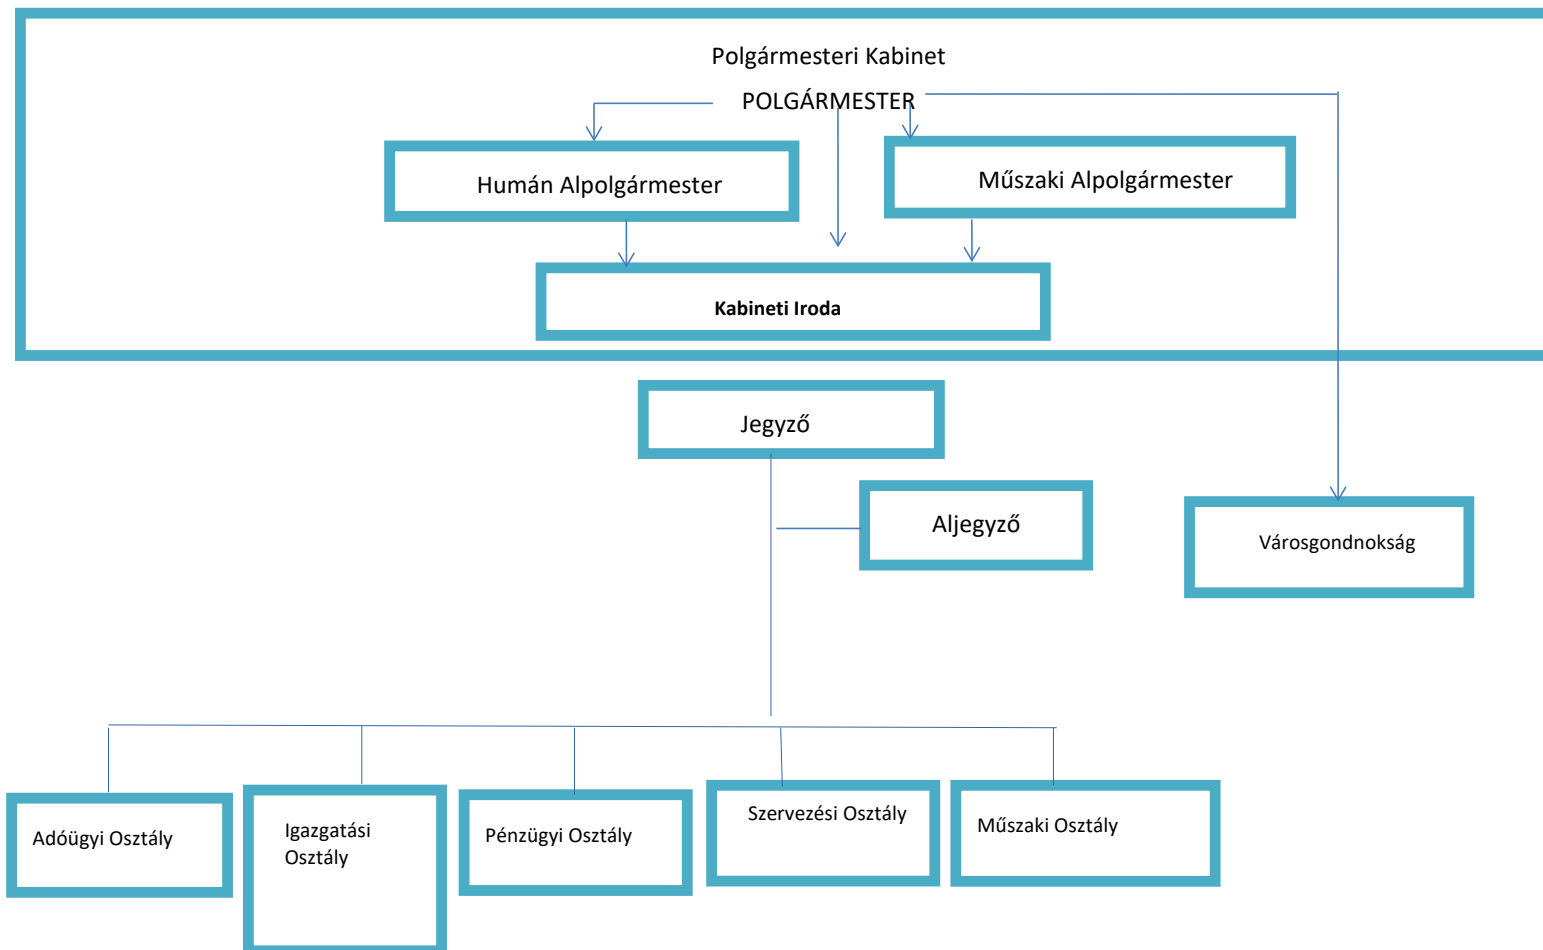 Polgármesteri Kabinet
POLGÁRMESTER
Humán Alpolgármester
Műszaki Alpolgármester
Kabineti Iroda
Jegyző
Aljegyző
Városgondnokság
Adóügyi Osztály
Igazgatási
Osztály
Pénzügyi Osztály
Szervezési Osztály
Műszaki Osztály